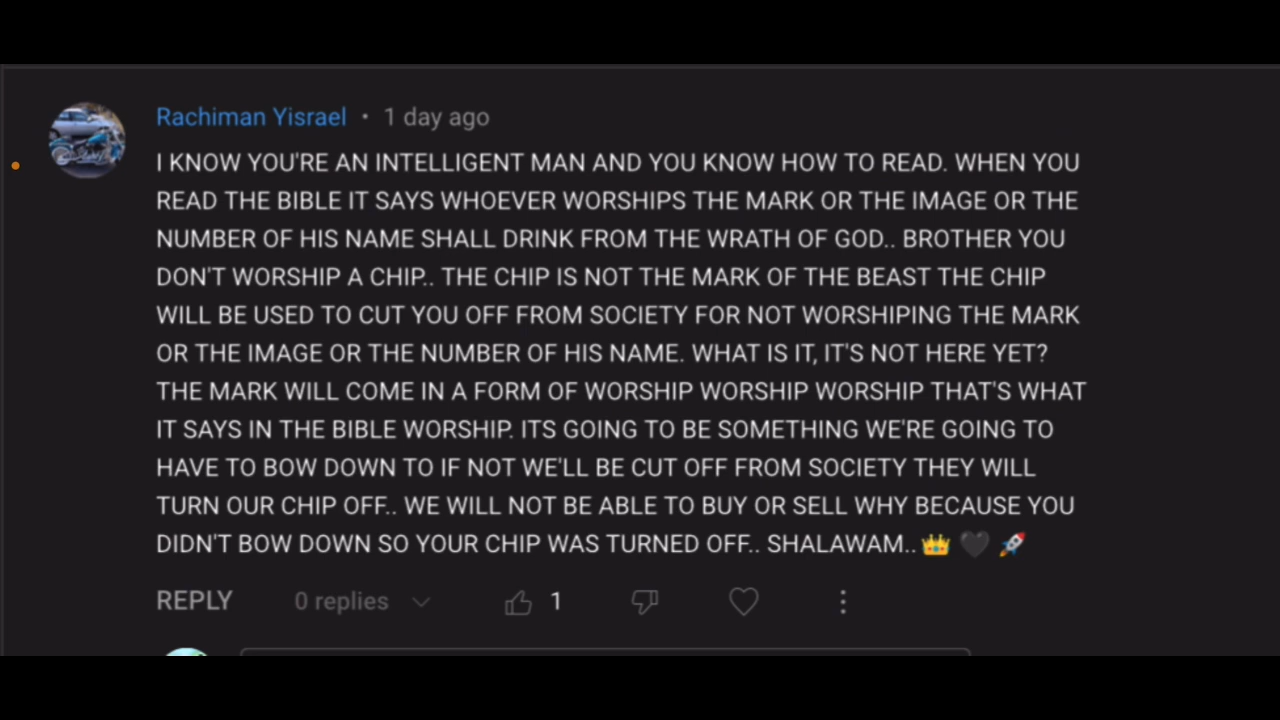 Rachiman Yisrael • 1 day ago
I KNOW YOU'RE AN INTELLIGENT MAN AND YOU KNOW HOW TO READ. WHEN YOU
READ THE BIBLE IT SAYS WHOEVER WORSHIPS THE MARK OR THE IMAGE OR THE
NUMBER OF HIS NAME SHALL DRINK FROM THE WRATH OF GOD.. BROTHER YOU
DON'T WORSHIP A CHIP.. THE CHIP IS NOT THE MARK OF THE BEAST THE CHIP
WILL BE USED TO CUT YOU OFF FROM SOCIETY FOR NOT WORSHIPING THE MARK
OR THE IMAGE OR THE NUMBER OF HIS NAME. WHAT IS IT, IT'S NOT HERE YET?
THE MARK WILL COME IN A FORM OF WORSHIP WORSHIP WORSHIP THAT'S WHAT
IT SAYS IN THE BIBLE WORSHIP. ITS GOING TO BE SOMETHING WE'RE GOING TO
HAVE TO BOW DOWN TO IF NOT WE'LL BE CUT OFF FROM SOCIETY THEY WILL
TURN OUR CHIP OFF.. WE WILL NOT BE ABLE TO BUY OR SELL WHY BECAUSE YOU
DIDN'T BOW DOWN SO YOUR CHIP WAS TURNED OFF.. SHALAWAM..👑🖤🚀
REPLY 0 replies 1